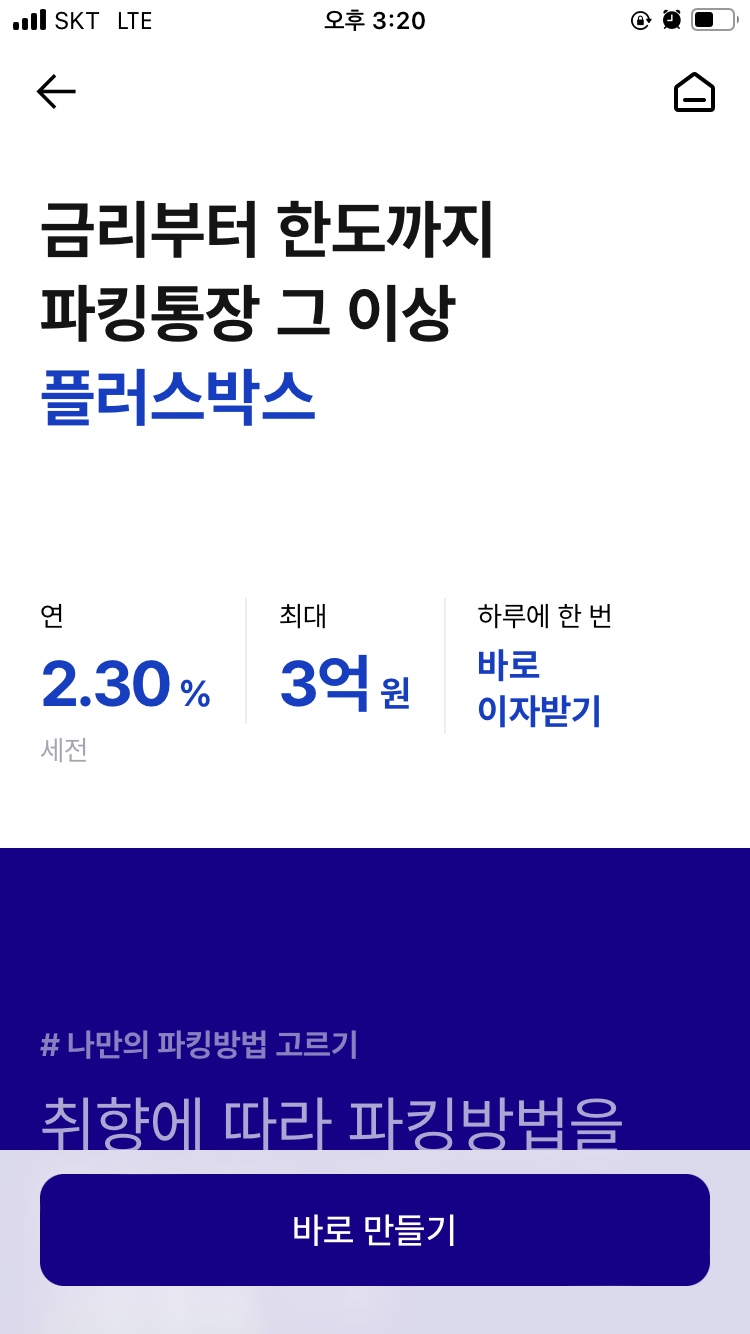 SKT LTE 오후 3:20
금리부터 한도까지
파킹통장 그 이상
플러스박스
연
2.30 %
세전
최대
3억 원
하루에 한 번
바로
이자받기
# 나만의 파킹방법 고르기
취향에 따라 파킹방법을
바로 만들기